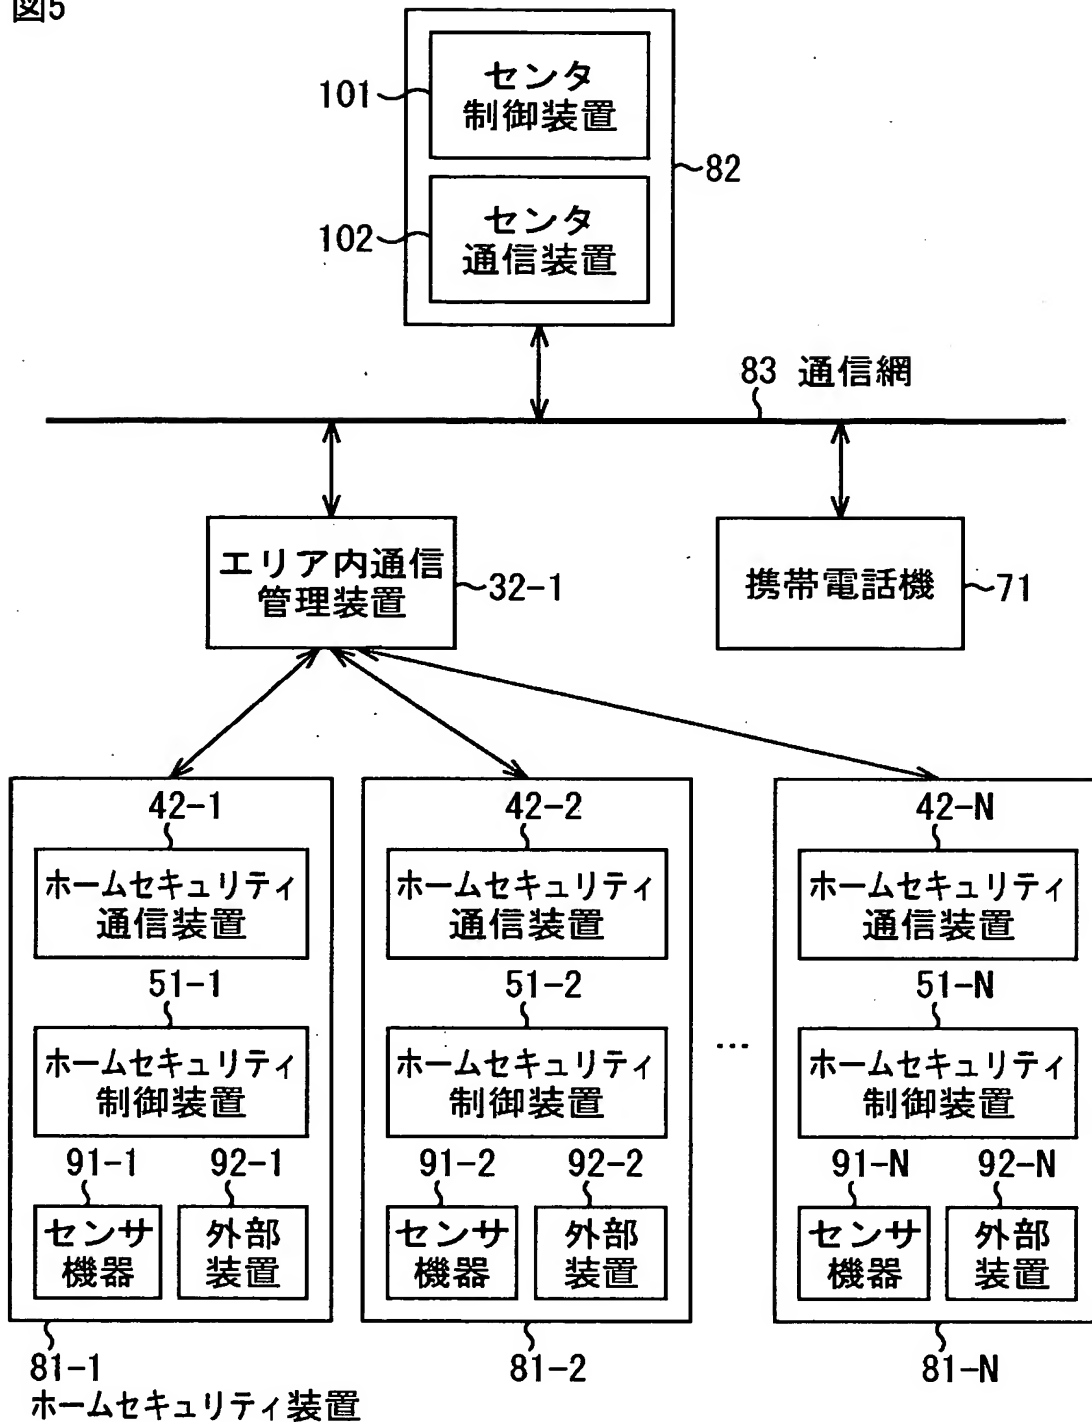 図5
センタ
制御装置
101
82
センタ
通信装置
102
83 通信網
エリア内通信
管理装置
32-1
携帯電話機
71
42-1
42-2
42-N
ホームセキュリティ
通信装置
ホームセキュリティ
通信装置
ホームセキュリティ
通信装置
51-1
51-2
51-N
ホームセキュリティ
制御装置
ホームセキュリティ
制御装置
...
ホームセキュリティ
制御装置
91-1
92-1
91-2
92-2
91-N
92-N
センサ
機器
外部
装置
センサ
機器
外部
装置
センサ
機器
外部
装置
81-1
ホームセキュリティ装置
81-2
81-N